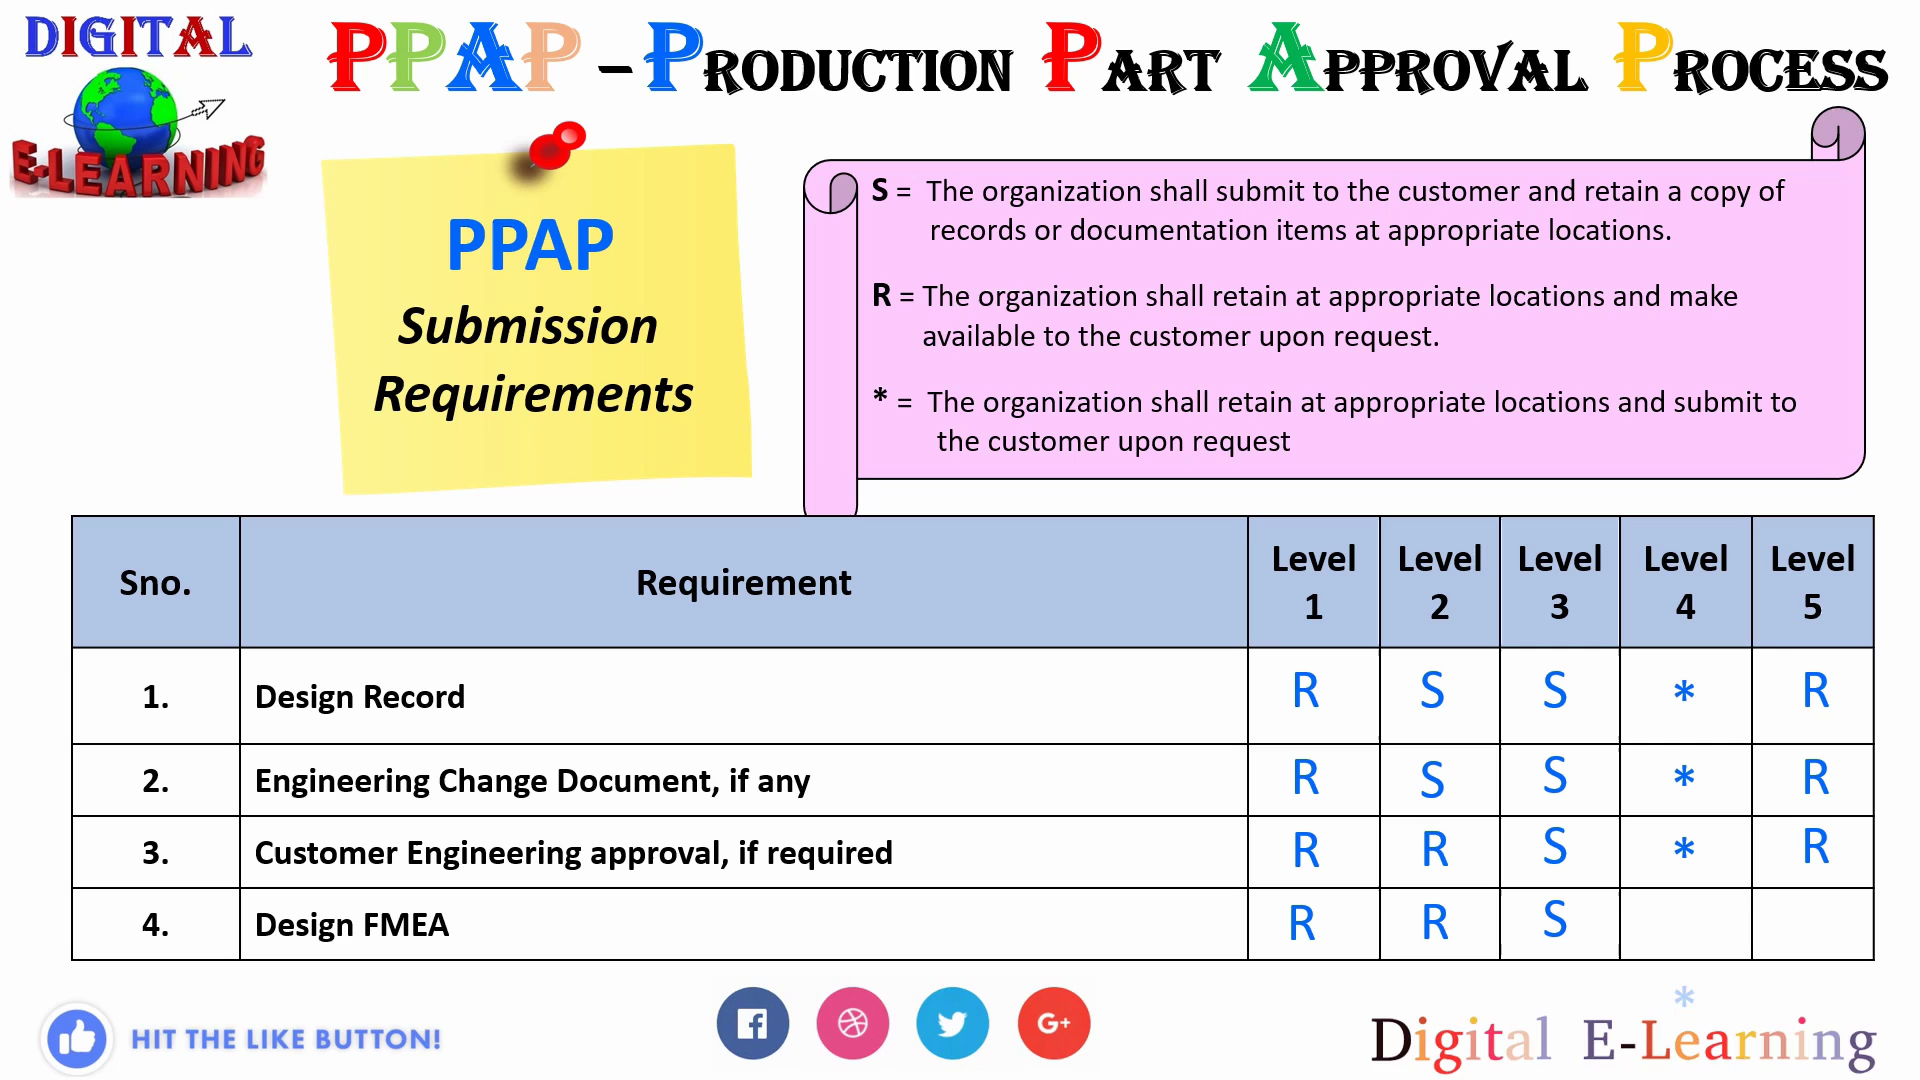 DIGITAL
E-LEARNING
PPAP – Production Part Approval Process
PPAP
Submission
Requirements
S = The organization shall submit to the customer and retain a copy of
records or documentation items at appropriate locations.
R = The organization shall retain at appropriate locations and make
available to the customer upon request.
* = The organization shall retain at appropriate locations and submit to
the customer upon request
Sno. Requirement Level 1 Level 2 Level 3 Level 4 Level 5
1. Design Record R S S * R
2. Engineering Change Document, if any R S S * R
3. Customer Engineering approval, if required R R S * R
4. Design FMEA R R S
*
HIT THE LIKE BUTTON!
G+
Digital E-Learning